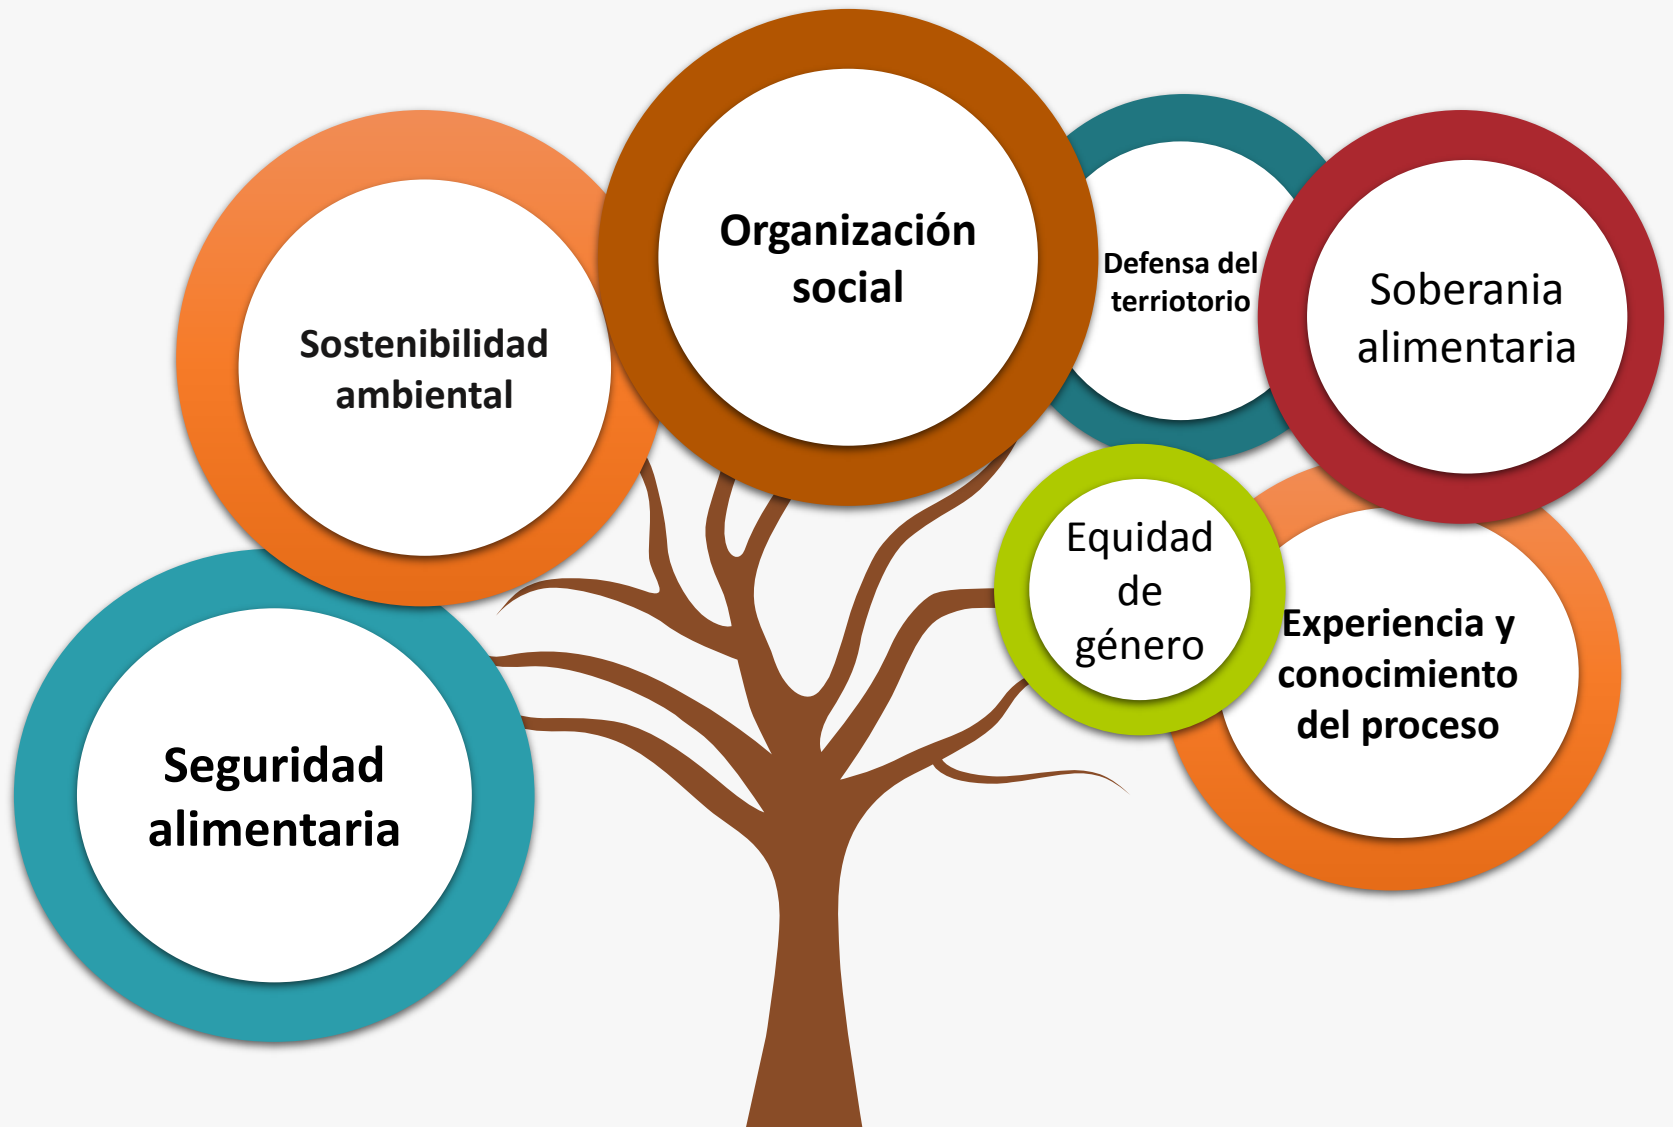 Organización
social
Sostenibilidad
ambiental
Defensa del
terriotorio
Soberania
alimentaria
Equidad
de
género
Experiencia y
conocimiento
del proceso
Seguridad
alimentaria